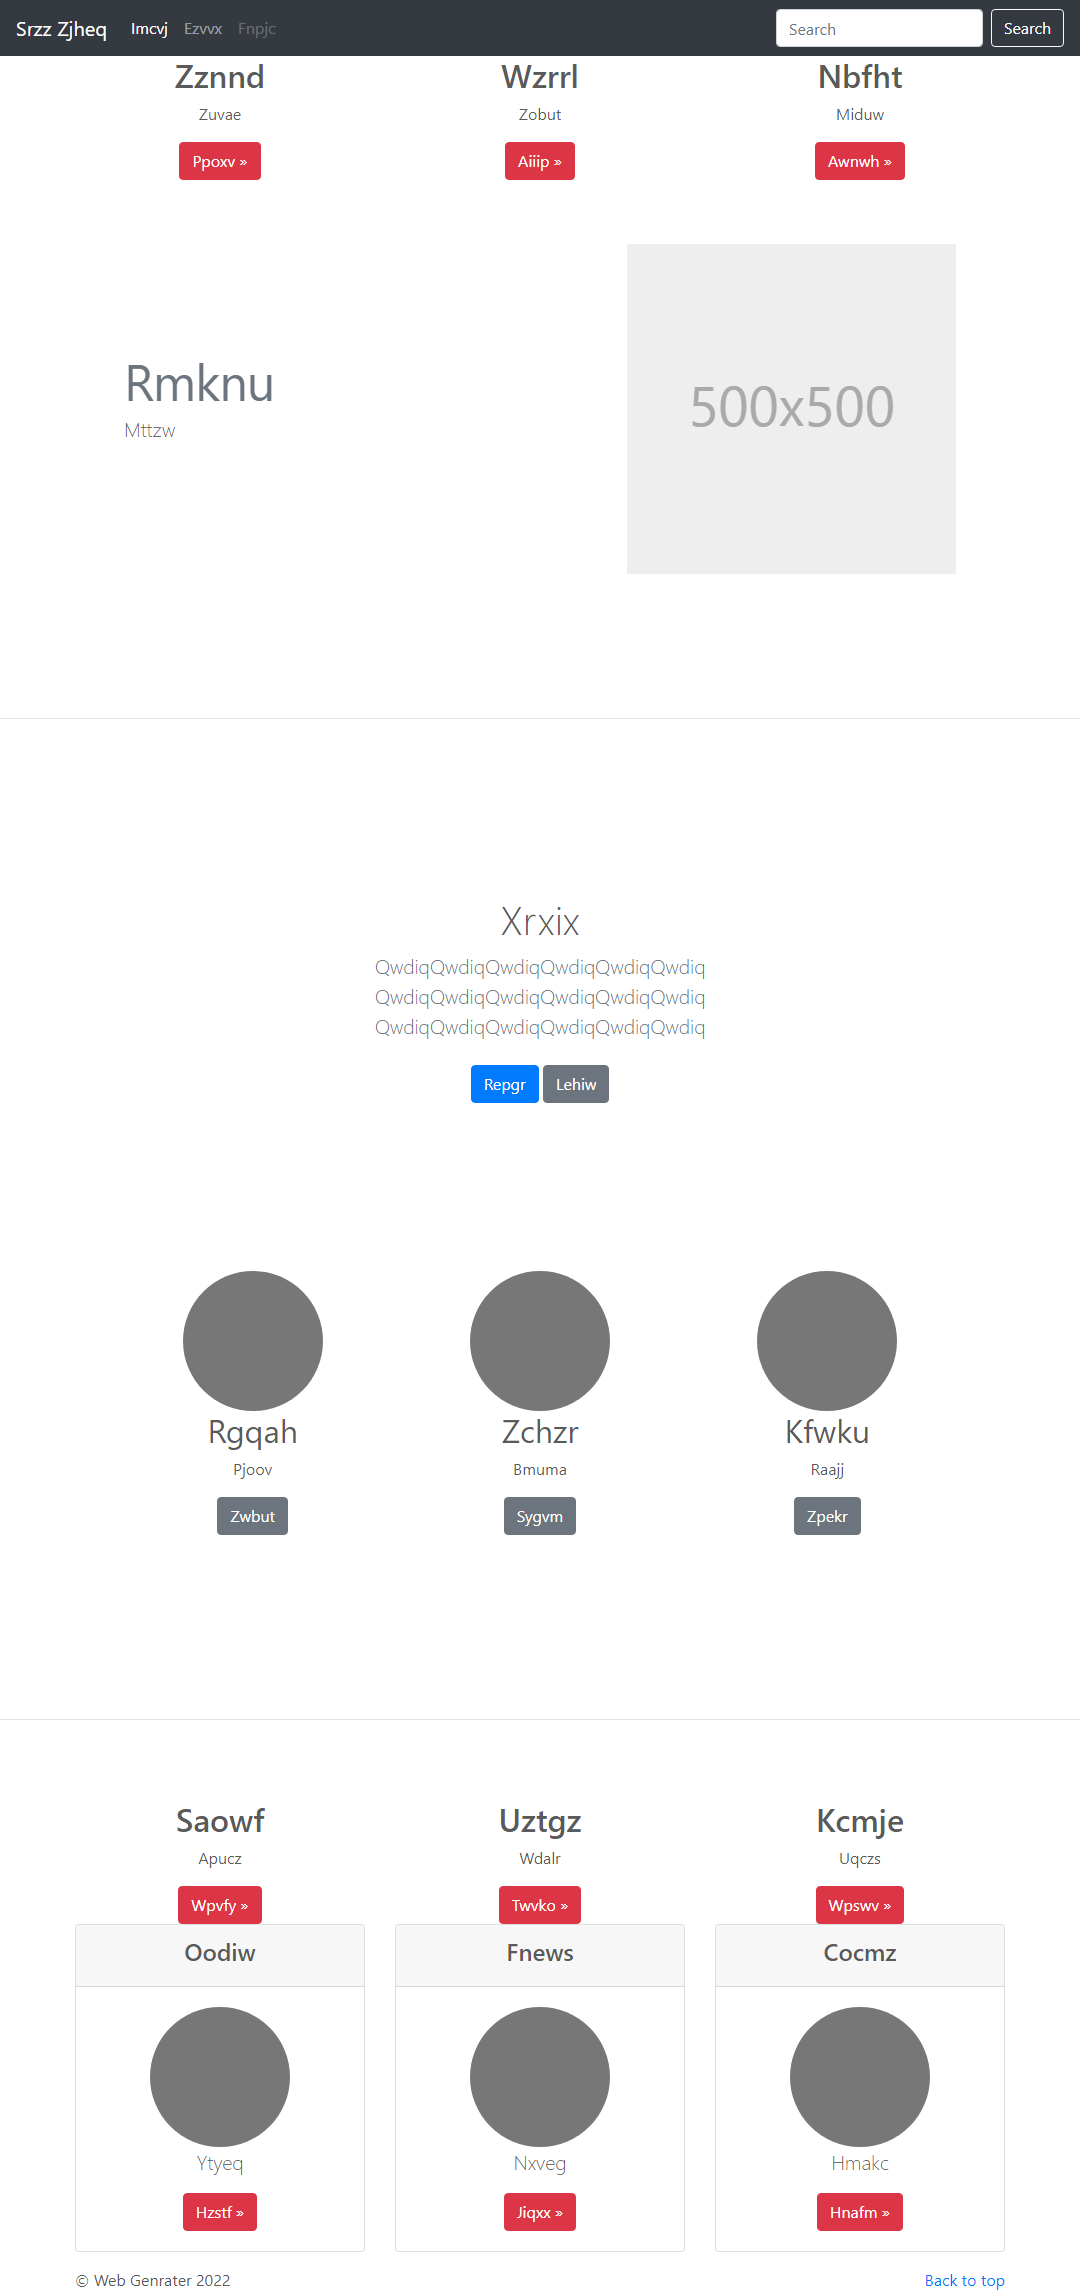 Srzz Zjheq Imcvj Ezvvx Fnpjc Search Search
Zznnd Wzrrl Nbfht
Zuvae Zobut Miduw
Ppoxv » Aiiip » Awnwh »
Rmknu
Mttzw
500x500
Xrxix
QwdiqQwdiqQwdiqQwdiqQwdiqQwdiq
QwdiqQwdiqQwdiqQwdiqQwdiqQwdiq
QwdiqQwdiqQwdiqQwdiqQwdiqQwdiq
Repgr Lehiw
Rgqah Zchzr Kfwku
Pjoov Bmuma Raajj
Zwbut Sygvm Zpekr
Saowf Uztgz Kcmje
Apucz Wdalr Uqczs
Wpvfy » Twvko » Wpswv »
Oodiw Fnews Cocmz
Ytyeq Nxveg Hmakc
Hzstf » Jiqxx » Hnafm »
© Web Genrater 2022 Back to top